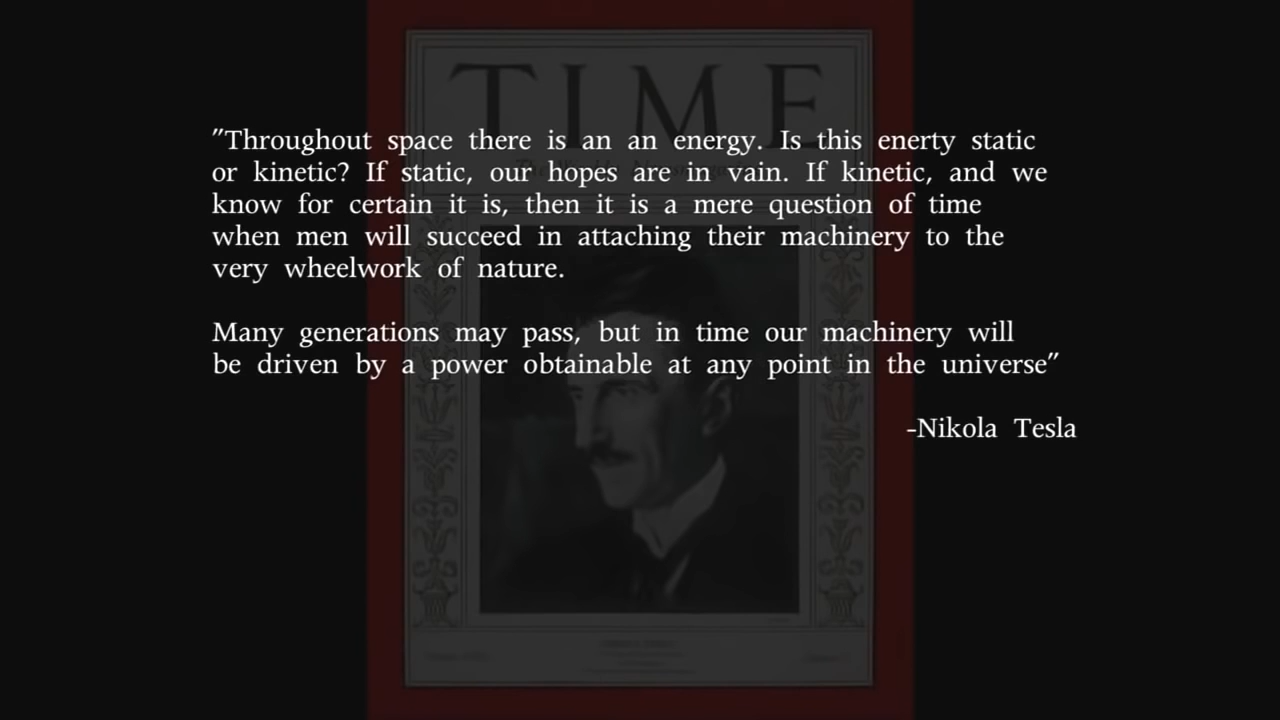 TIME
"Throughout space there is an an energy. Is this enerty static
or kinetic? If static, our hopes are in vain. If kinetic, and we
know for certain it is, then it is a mere question of time
when men will succeed in attaching their machinery to the
very wheelwork of nature.
Many generations may pass, but in time our machinery will
be driven by a power obtainable at any point in the universe"
-Nikola Tesla